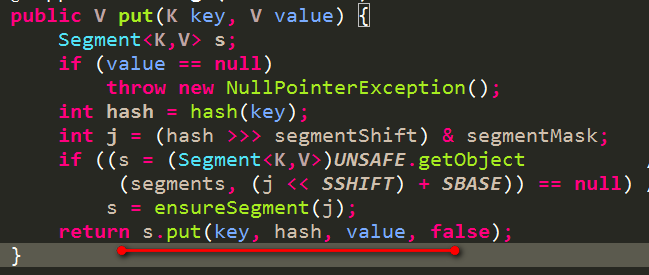 public V put(K key, V value) {
Segment<K,V> s;
if (value == null)
throw new NullPointerException();
int hash = hash(key);
int j = (hash >>> segmentShift) & segmentMask;
if ((s = (Segment<K,V>)UNSAFE.getObject /
(segments, (j << SSHIFT) + SBASE)) == null) /
s = ensureSegment(j);
return s.put(key, hash, value, false);
}